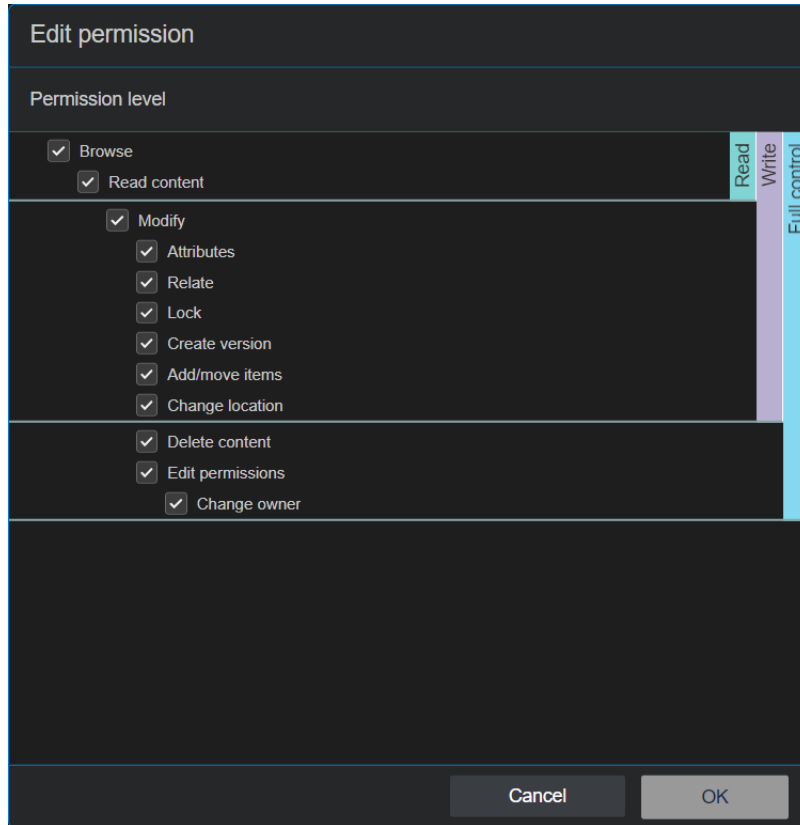 Edit permission
Permission level
Browse
Read content
Modify
Attributes
Relate
Lock
Create version
Add/move items
Change location
Delete content
Edit permissions
Change owner
Read
Write
Full control
Cancel
OK